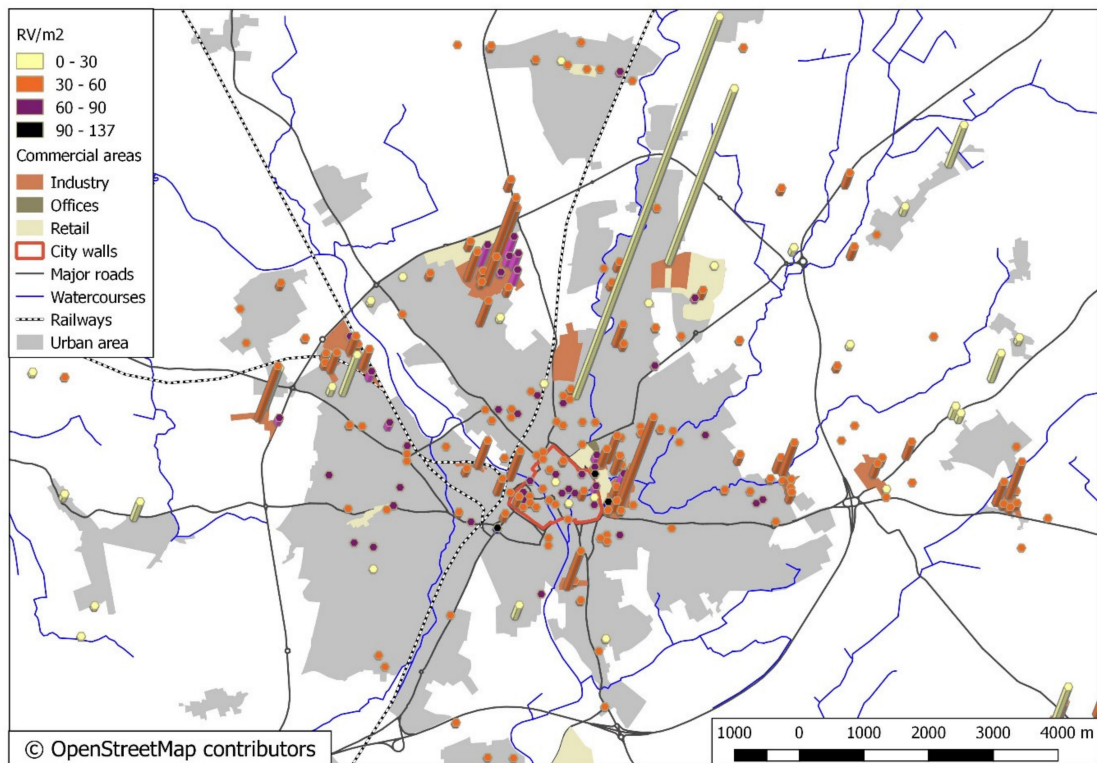 RV/m2
0 - 30
30 - 60
60 - 90
90 - 137
Commercial areas
Industry
Offices
Retail
City walls
Major roads
Watercourses
Railways
Urban area
© OpenStreetMap contributors
1000 0 1000 2000 3000 4000 m